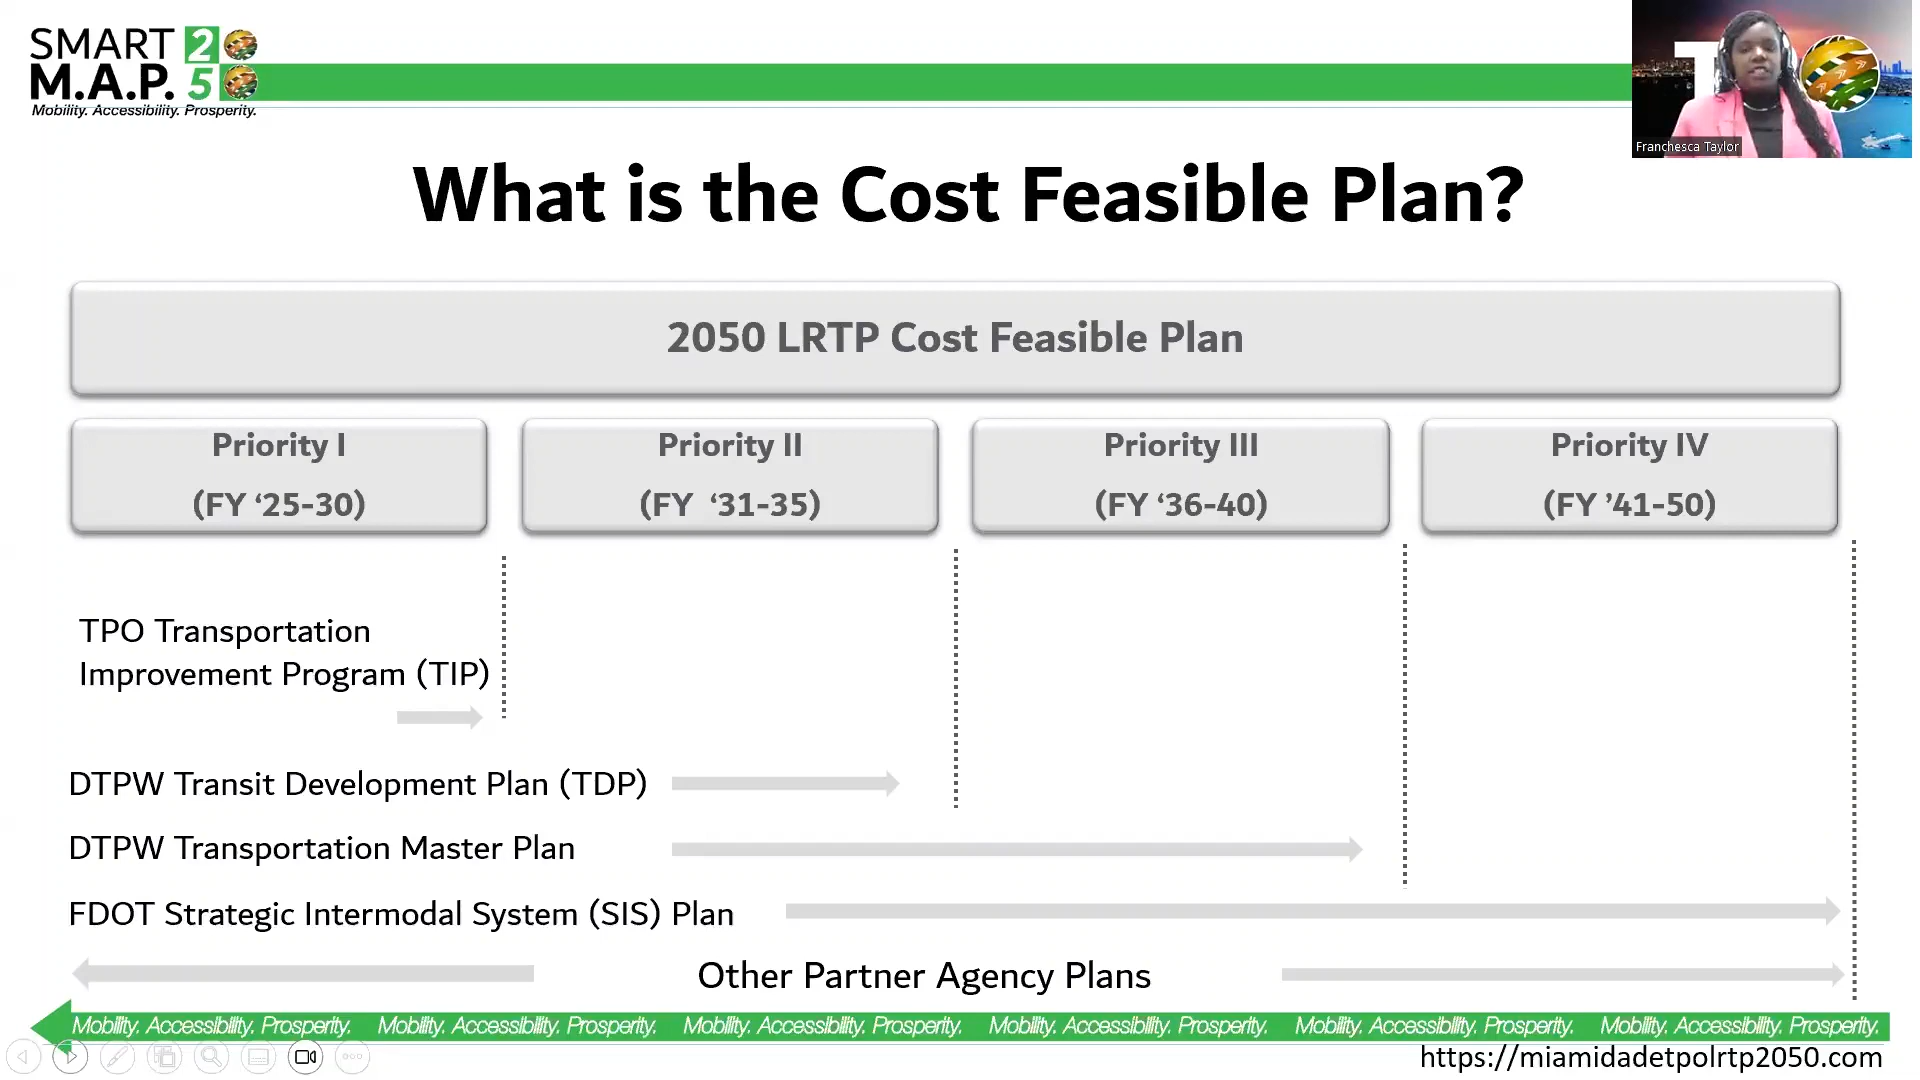 SMART 20
M.A.P. 50
Mobility. Accessibility. Prosperity.
T
Franchesca Taylor
What is the Cost Feasible Plan?
2050 LRTP Cost Feasible Plan
Priority I
(FY ‘25-30)
Priority II
(FY ‘31-35)
Priority III
(FY ‘36-40)
Priority IV
(FY ’41-50)
TPO Transportation
Improvement Program (TIP)
DTPW Transit Development Plan (TDP)
DTPW Transportation Master Plan
FDOT Strategic Intermodal System (SIS) Plan
Other Partner Agency Plans
Mobility. Accessibility. Prosperity. Mobility. Accessibility. Prosperity. Mobility. Accessibility. Prosperity. Mobility. Accessibility. Prosperity. Mobility. Accessibility. Prosperity. Mobility. Accessibility. Prosperity.
https://miamidadetpolrtp2050.com